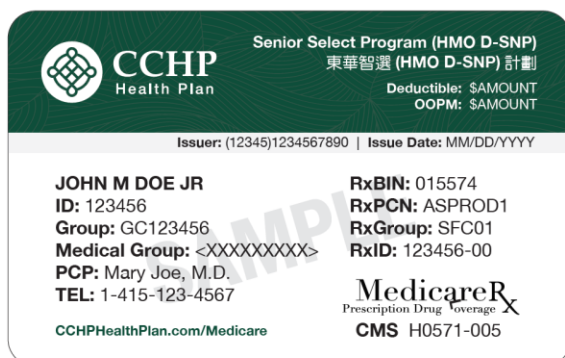 CCHP
Health Plan
Senior Select Program (HMO D-SNP)
東華智選 (HMO D-SNP) 計劃
Deductible: $AMOUNT
OOPM: $AMOUNT
Issuer: (12345)1234567890 | Issue Date: MM/DD/YYYY
JOHN M DOE JR
ID: 123456
Group: GC123456
Medical Group: <XXXXXXXXX>
PCP: Mary Joe, M.D.
TEL: 1-415-123-4567
CCHPHealthPlan.com/Medicare
SAMPLE
RxBIN: 015574
RxPCN: ASPROD1
RxGroup: SFC01
RxID: 123456-00
MedicareRx
Prescription Drug Coverage
CMS H0571-005